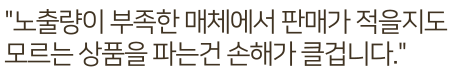 "노출량이 부족한 매체에서 판매가 적을지도
모르는 상품을 파는건 손해가 클겁니다."